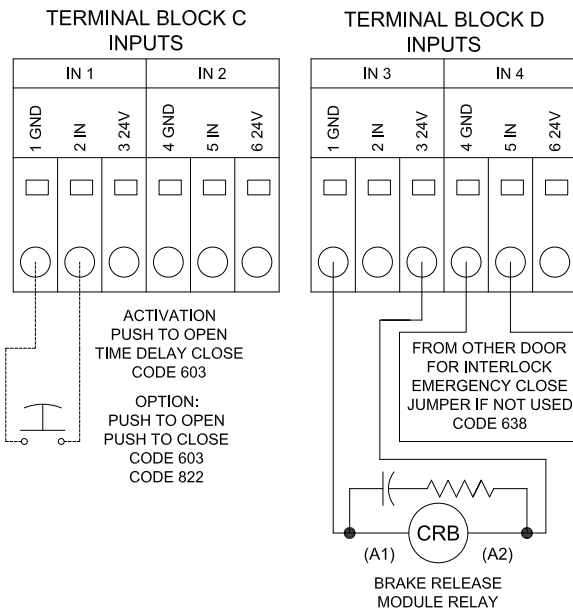 TERMINAL BLOCK C
INPUTS
IN 1
IN 2
1 GND
2 IN
3 24V
4 GND
5 IN
6 24V
ACTIVATION
PUSH TO OPEN
TIME DELAY CLOSE
CODE 603
OPTION:
PUSH TO OPEN
PUSH TO CLOSE
CODE 603
CODE 822
TERMINAL BLOCK D
INPUTS
IN 3
IN 4
1 GND
2 IN
3 24V
4 GND
5 IN
6 24V
FROM OTHER DOOR
FOR INTERLOCK
EMERGENCY CLOSE
JUMPER IF NOT USED
CODE 638
CRB
(A1)
(A2)
BRAKE RELEASE
MODULE RELAY